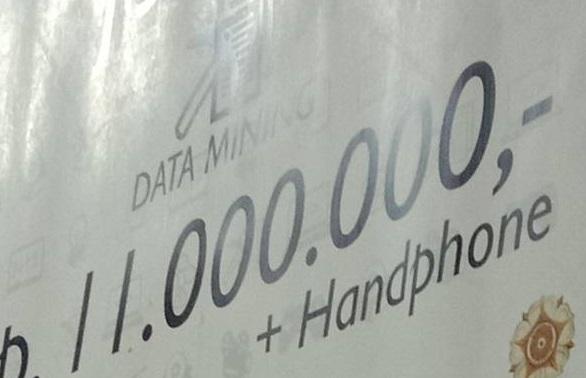 DATA MINING
p. 11.000.000,-
+ Handphone